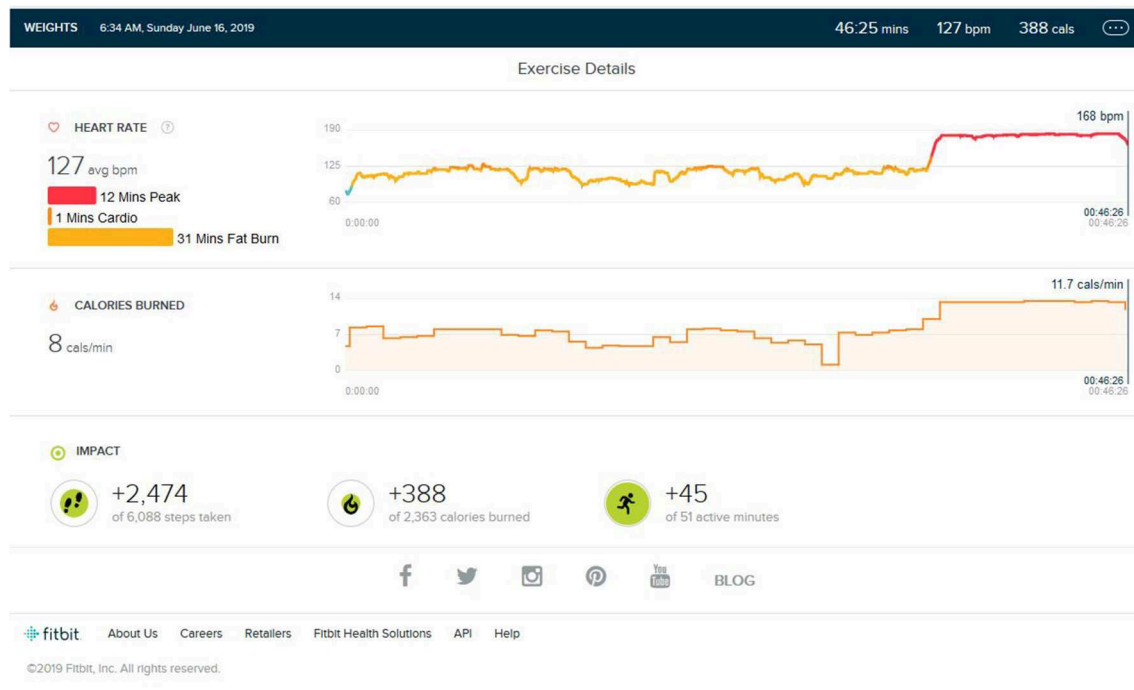 WEIGHTS 6:34 AM, Sunday June 16, 2019 46:25 mins 127 bpm 388 cals
Exercise Details
HEART RATE ?
127 avg bpm
12 Mins Peak
1 Mins Cardio
31 Mins Fat Burn
168 bpm
190
125
60
00:46:26
0:00:00 00:46:26
CALORIES BURNED
8 cals/min
11.7 cals/min
14
7
0
00:46:26
0:00:00 00:46:26
IMPACT
+2,474
of 6,088 steps taken
+388
of 2,363 calories burned
+45
of 51 active minutes
You
Tube
BLOG
fitbit About Us Careers Retailers Fitbit Health Solutions API Help
©2019 Fitbit, Inc. All rights reserved.